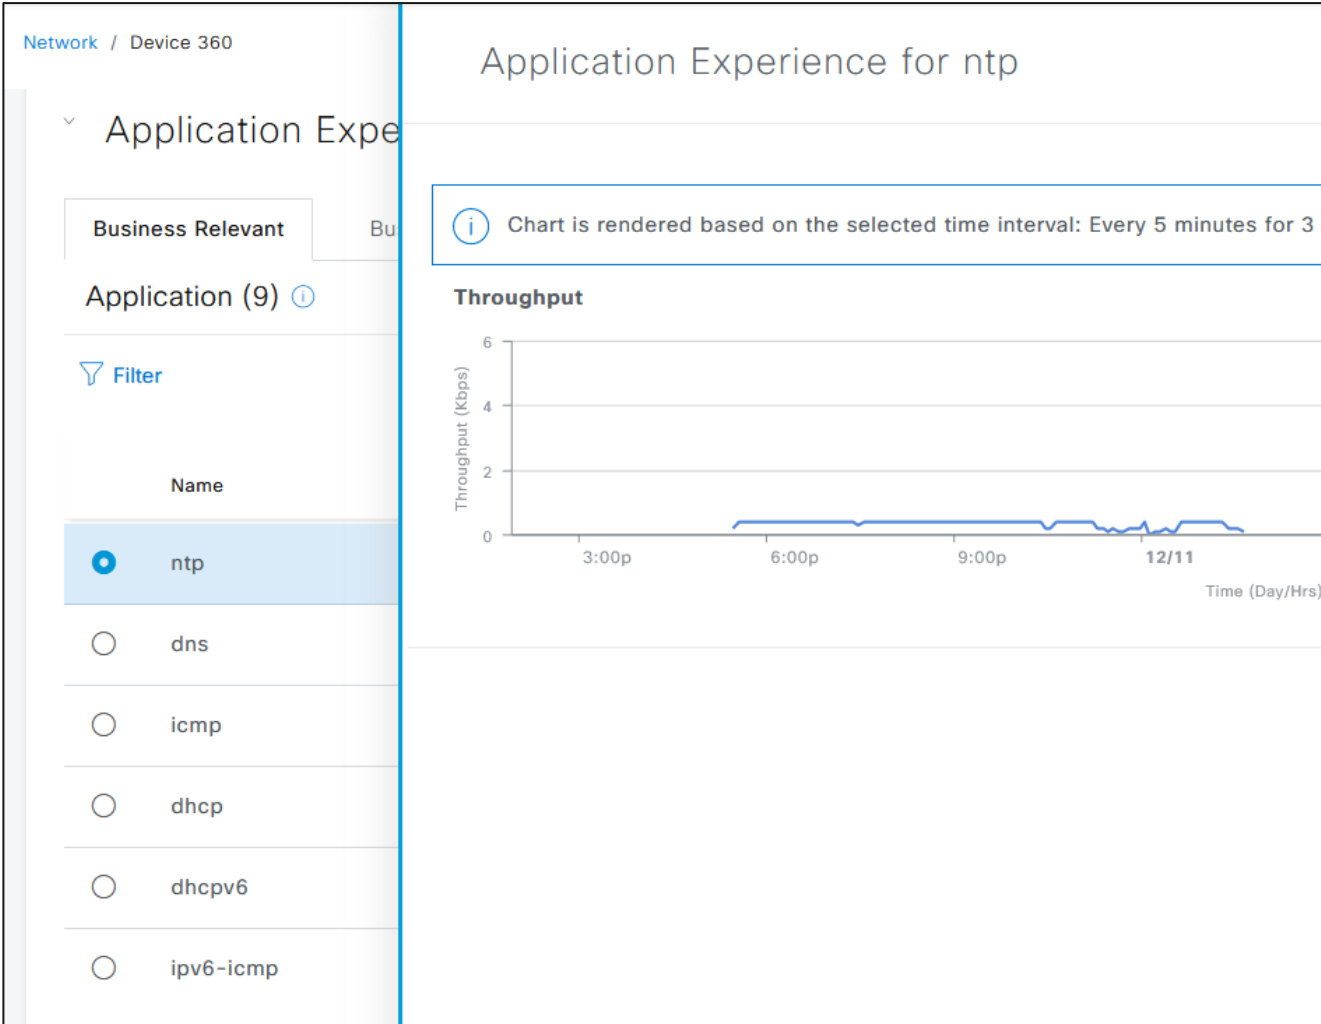 Network / Device 360
Application Expe
Business Relevant
Bu
Application (9)
Filter
Name
ntp
dns
icmp
dhcp
dhcpv6
ipv6-icmp
Application Experience for ntp
Chart is rendered based on the selected time interval: Every 5 minutes for 3
Throughput
Throughput (Kbps)
6
4
2
0
3:00p 6:00p 9:00p 12/11
Time (Day/Hrs)